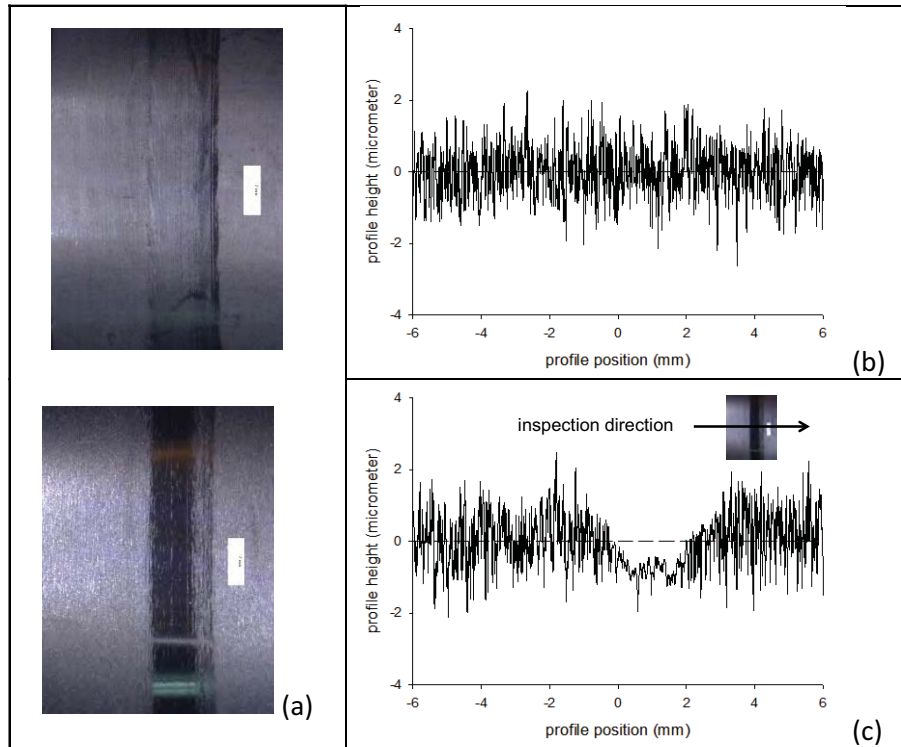 (a)
4
2
0
-2
-4
profile height (micrometer)
-6 -4 -2 0 2 4 6
profile position (mm)
(b)
4
2
0
-2
-4
profile height (micrometer)
inspection direction
-6 -4 -2 0 2 4 6
profile position (mm)
(c)